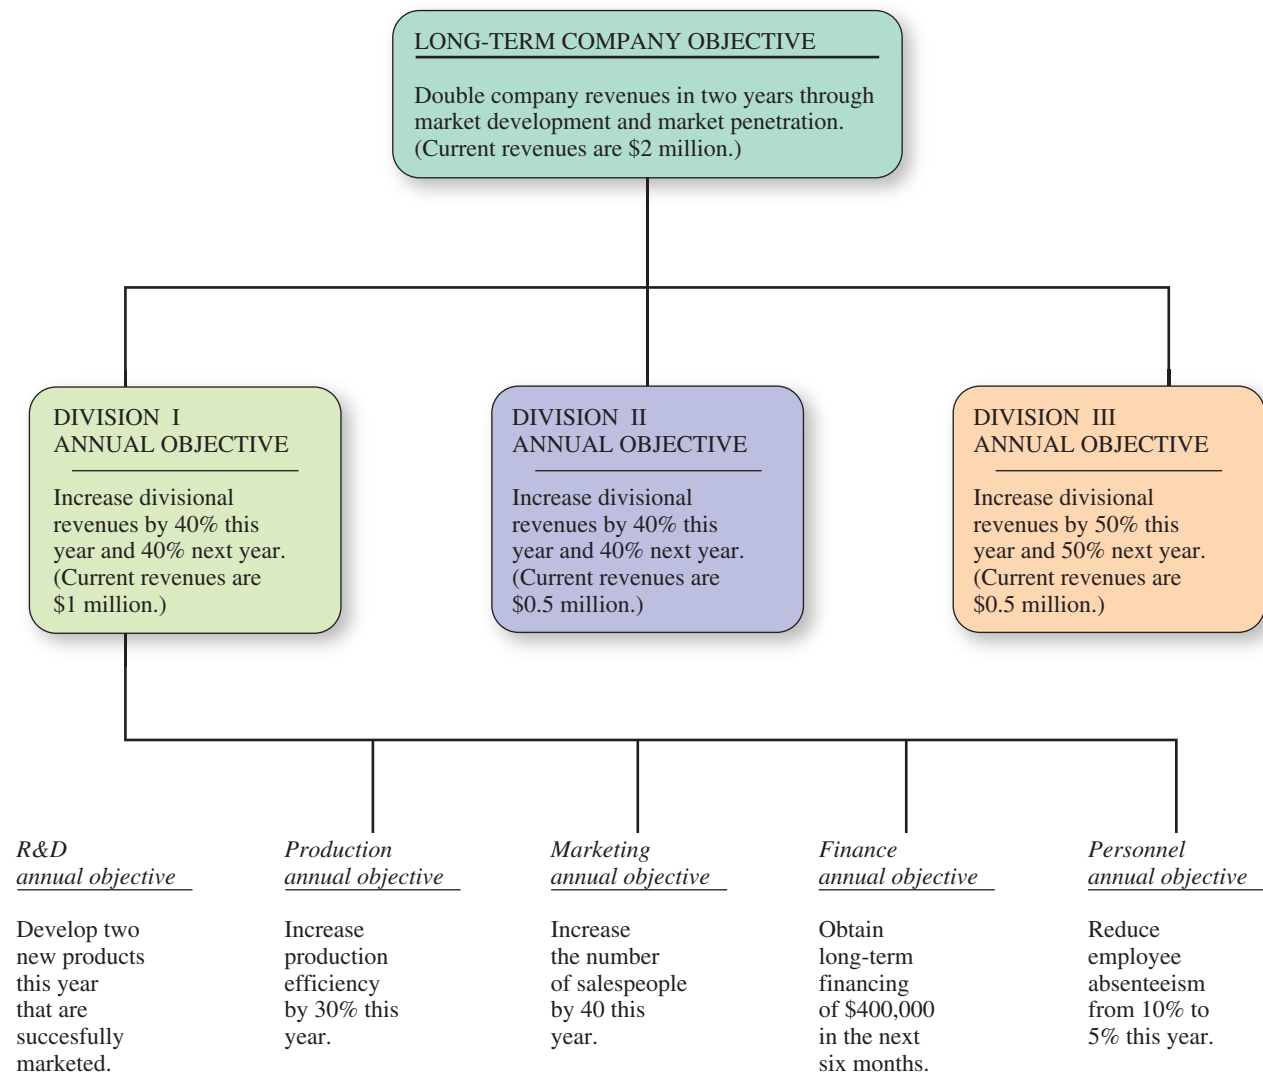 LONG-TERM COMPANY OBJECTIVE
Double company revenues in two years through
market development and market penetration.
(Current revenues are $2 million.)
DIVISION I
ANNUAL OBJECTIVE
Increase divisional
revenues by 40% this
year and 40% next year.
(Current revenues are
$1 million.)
DIVISION II
ANNUAL OBJECTIVE
Increase divisional
revenues by 40% this
year and 40% next year.
(Current revenues are
$0.5 million.)
DIVISION III
ANNUAL OBJECTIVE
Increase divisional
revenues by 50% this
year and 50% next year.
(Current revenues are
$0.5 million.)
R&D
annual objective
Develop two
new products
this year
that are
succesfully
marketed.
Production
annual objective
Increase
production
efficiency
by 30% this
year.
Marketing
annual objective
Increase
the number
of salespeople
by 40 this
year.
Finance
annual objective
Obtain
long-term
financing
of $400,000
in the next
six months.
Personnel
annual objective
Reduce
employee
absenteeism
from 10% to
5% this year.